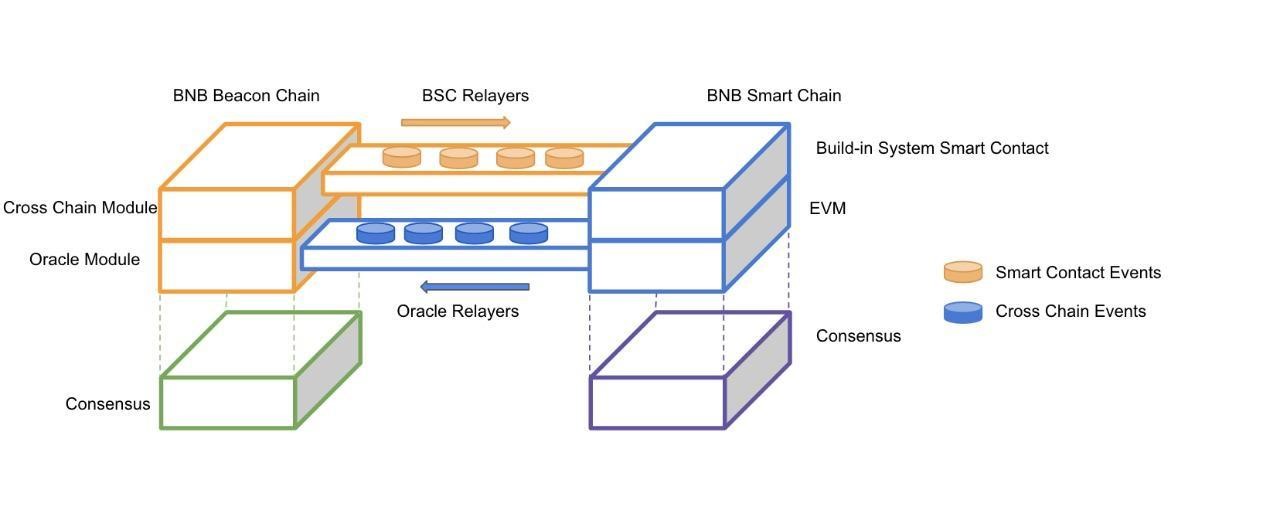 BNB Beacon Chain
BSC Relayers
BNB Smart Chain
Build-in System Smart Contact
Cross Chain Module
EVM
Oracle Module
Smart Contact Events
Oracle Relayers
Cross Chain Events
Consensus
Consensus